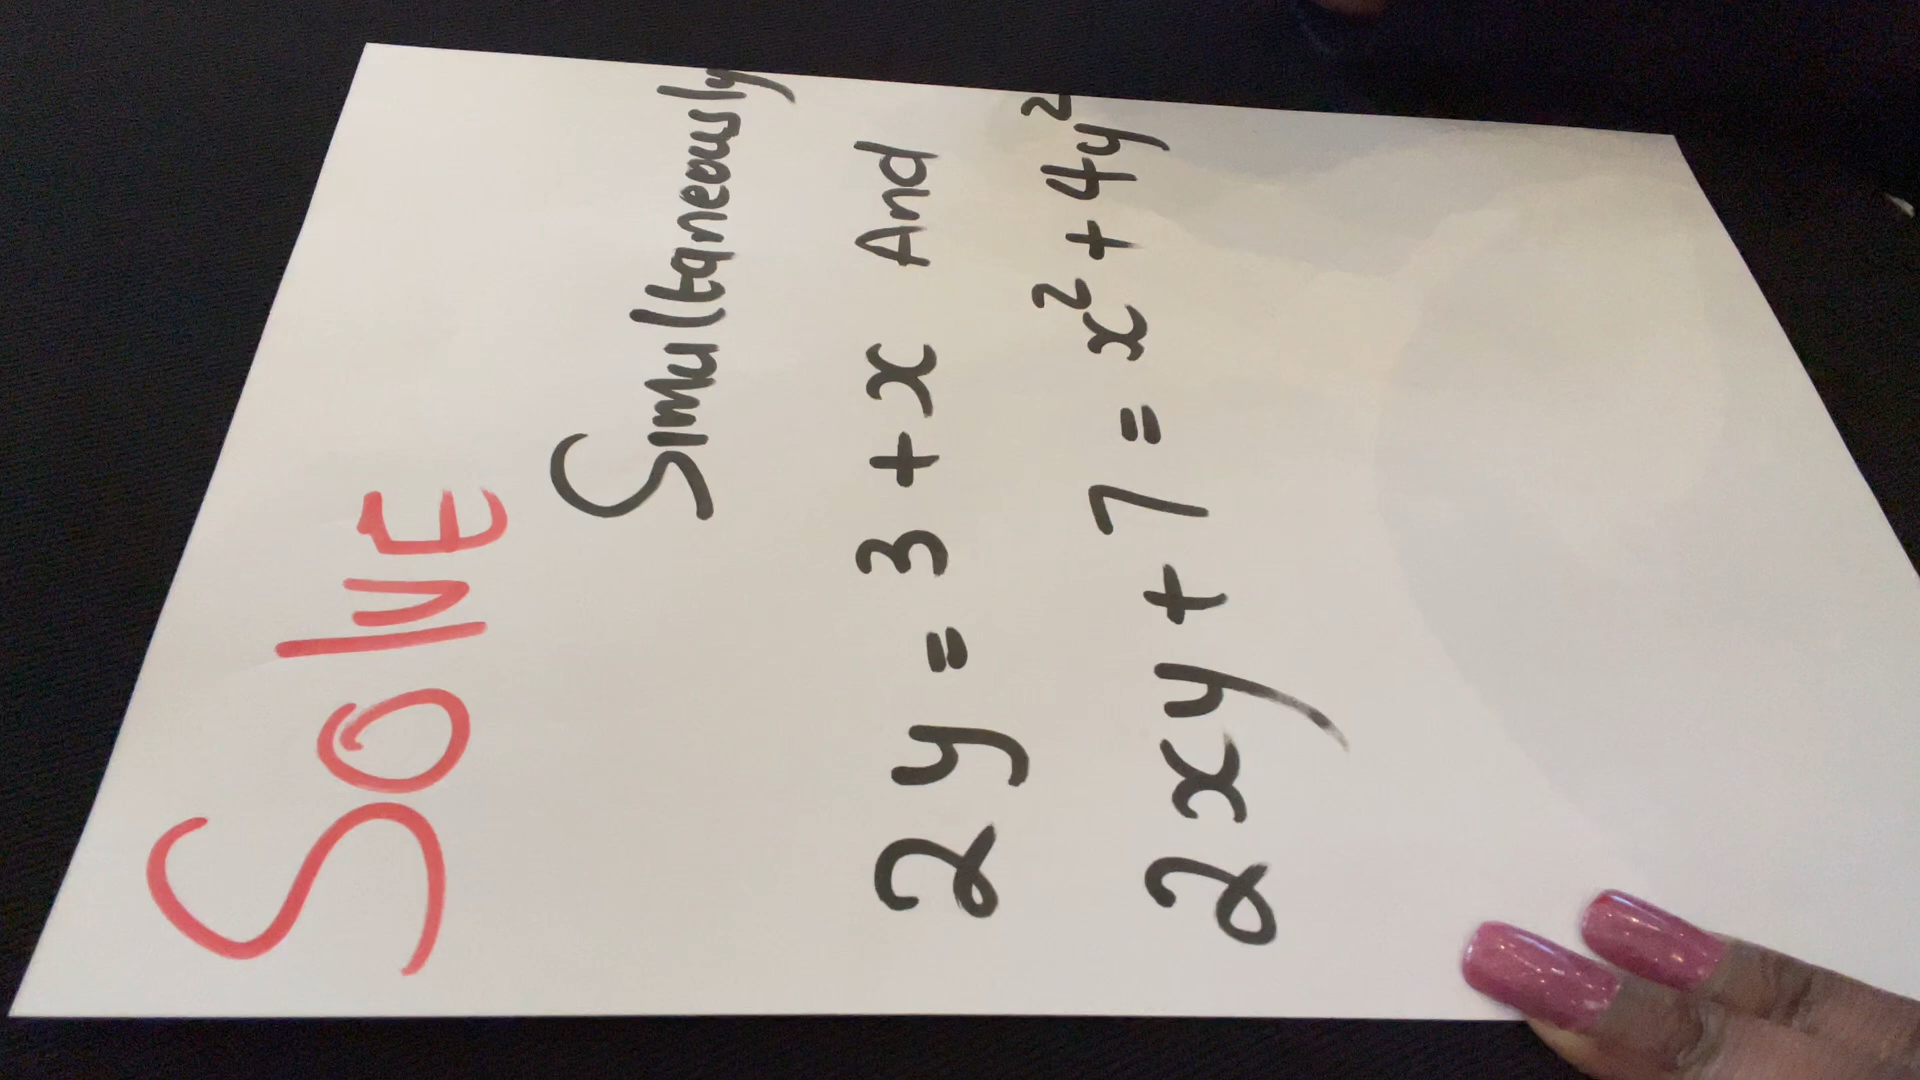 SOlVE
Simultaneously
2y = 3 + x And
2xy + 7 = x² + 4y²